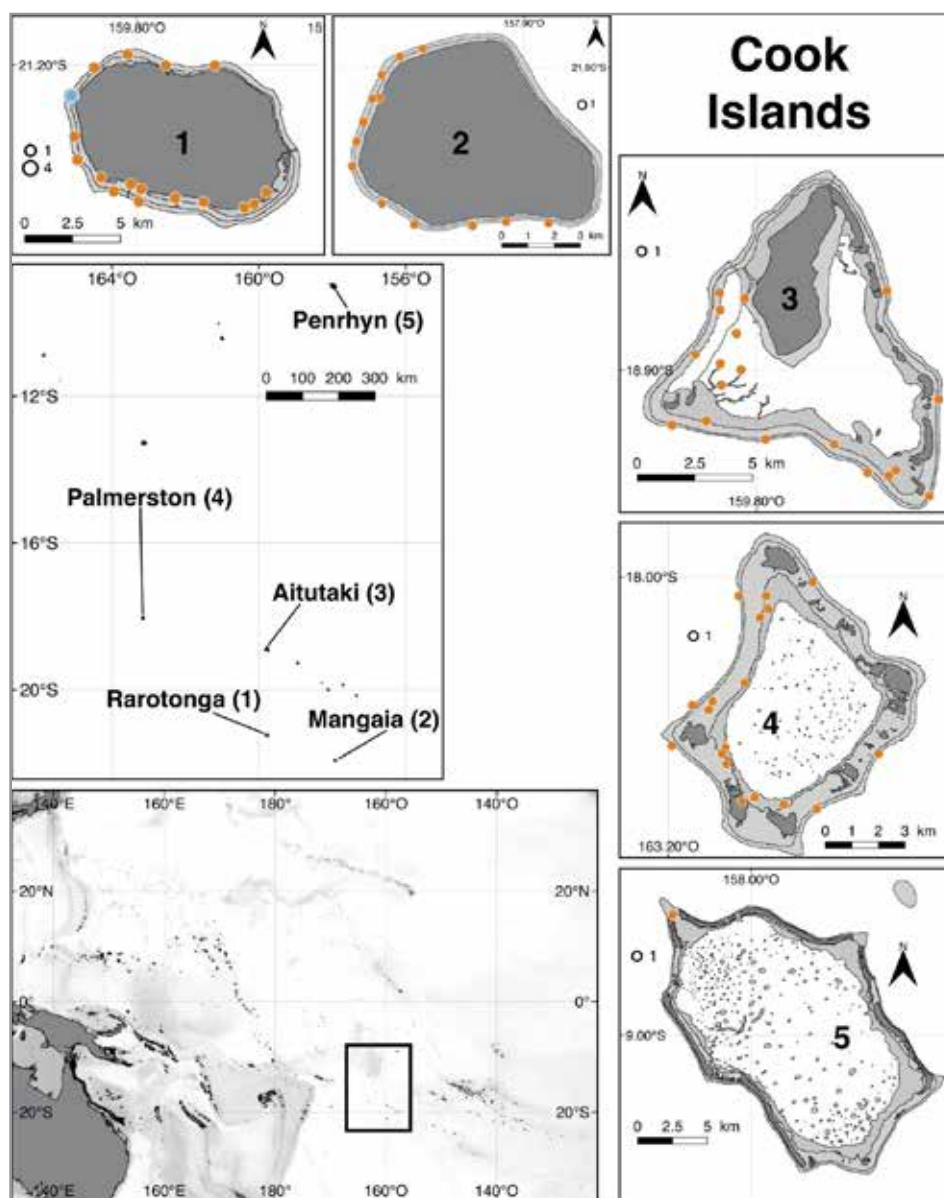 Cook
Islands
159.80°O
N
15
21.20°S
1
1
4
0 2.5 5 km
157.90°O
N
21.90°S
1
2
0 1 2 3 km
N
1
3
18.90°S
0 2.5 5 km
159.80°O
164°O 160°O 156°O
Penrhyn (5)
0 100 200 300 km
12°S
Palmerston (4)
16°S
Aitutaki (3)
20°S
Rarotonga (1)
Mangaia (2)
18.00°S
N
1
4
0 1 2 3 km
163.20°O
140°E 160°E 180° 160°O 140°O
20°N 20°N
0° 0°
20°S 20°S
140°E 160°E 180° 160°O 140°O
158.00°O
N
1
9.00°S
5
0 2.5 5 km